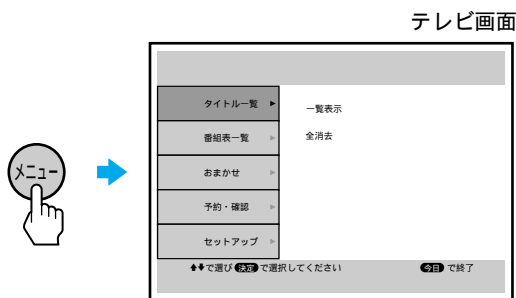 テレビ画面
タイトル一覧 ▶
一覧表示
番組表一覧 ▶
全消去
おまかせ ▶
メニュー
予約・確認 ▶
セットアップ ▶
▲▼で選び 決定 で選択してください
今日 で終了